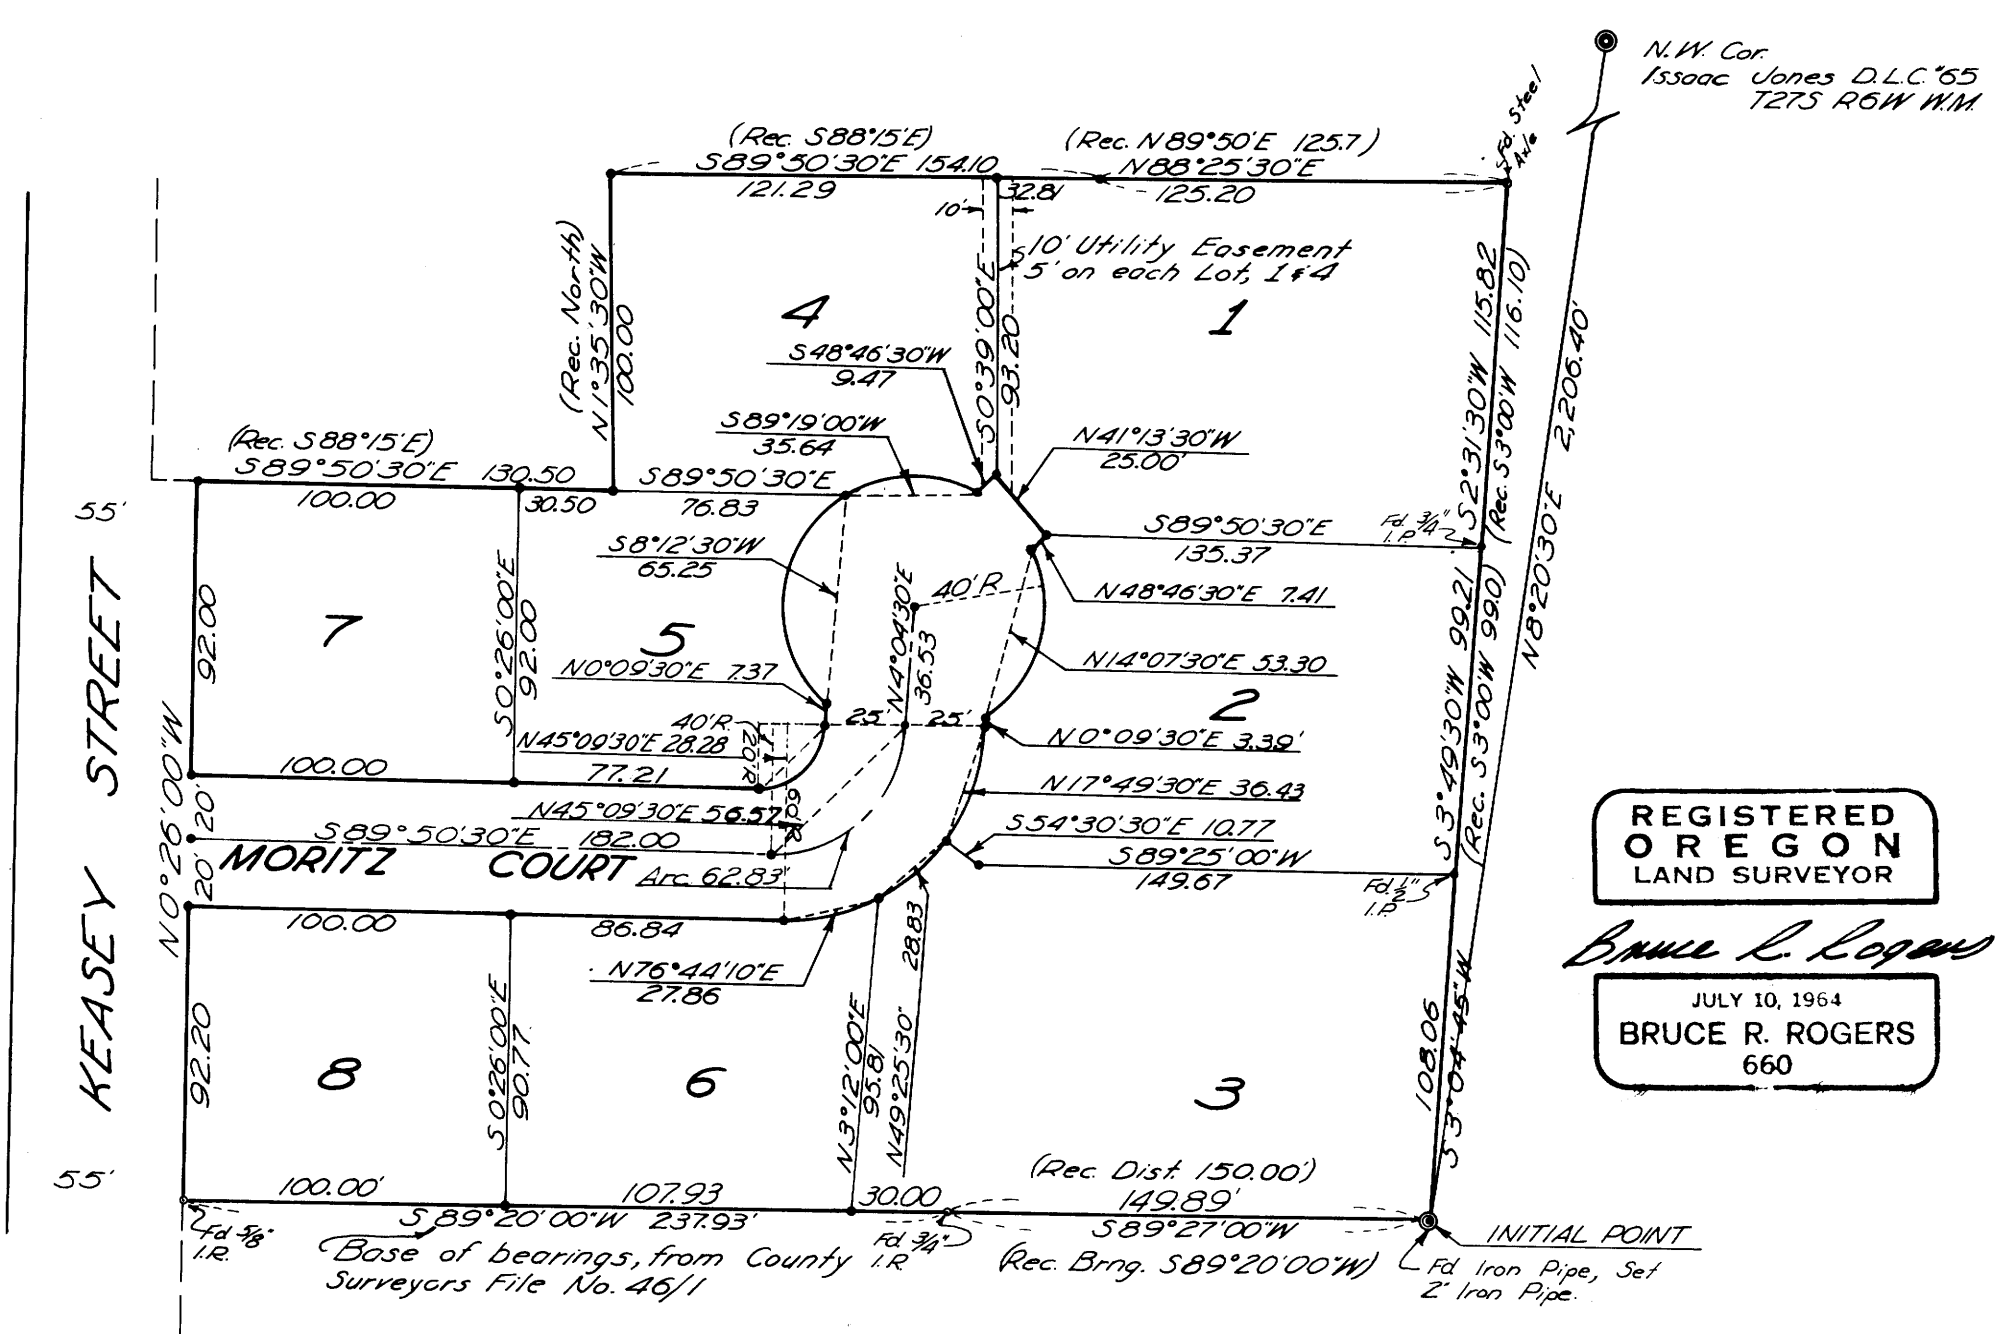 N.W. Cor.
Issaac Jones D.L.C. #65
T27S R6W W.M.
Fd. Steel
Axle
(Rec. S88°15'E)
S89°50'30"E 154.10
121.29
(Rec. N89°50'E 125.7)
N88°25'30"E
125.20
32.81
10'
10' Utility Easement
5' on each Lot, 1 & 4
(Rec. North)
N1°35'30"W
100.00
4
1
S0°39'00"E
93.20
S48°46'30"W
9.47
S89°19'00"W
35.64
N41°13'30"W
25.00'
S2°31'30"W 115.82
(Rec. S3°00'W 116.10)
N8°20'30"E 2,206.40'
(Rec. S88°15'E)
S89°50'30"E 130.50
100.00
30.50
S89°50'30"E
76.83
55'
S89°50'30"E
135.37
Fd. 3/4"
I.P.
S8°12'30"W
65.25
40' R
N48°46'30"E 7.41
92.00
7
S0°26'00"E
92.00
5
N4°04'30"E
36.53
N14°07'30"E 53.30
N0°09'30"E 7.37
2
S3°49'30"W 99.21
(Rec. S3°00'W 99.0)
25' 25'
40' R.
20' R
N45°09'30"E 28.28
N0°09'30"E 3.39'
100.00
77.21
N17°49'30"E 36.43
60' R
N45°09'30"E 56.57
S54°30'30"E 10.77
N0°26'00"W
20'
20'
S89°50'30"E 182.00
MORITZ COURT
Arc 62.83'
S89°25'00"W
149.67
Fd. 1/2"
I.P.
KEASEY STREET
100.00
86.84
N76°44'10"E
27.86
28.83
N49°25'30"
92.20
8
S0°26'00"E
90.77
6
N3°12'00"E
95.81
3
108.06
S3°04'45"W
55'
100.00'
107.93
30.00
(Rec. Dist. 150.00')
149.89'
S89°20'00"W 237.93'
S89°27'00"W
(Rec. Brng. S89°20'00"W)
Fd 5/8"
I.R.
Base of bearings, from County
Surveyors File No. 46/1
Fd. 3/4"
I.R.
INITIAL POINT
Fd Iron Pipe, Set
2" Iron Pipe.
REGISTERED
OREGON
LAND SURVEYOR
Bruce R. Rogers
JULY 10, 1964
BRUCE R. ROGERS
660